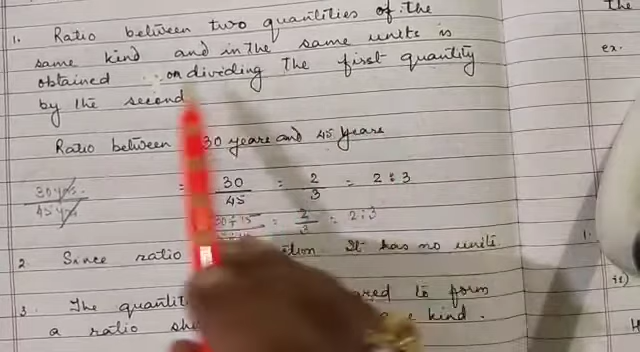 1. Ratio between two quantities of the
same kind and in the same units is
obtained on dividing the first quantity
by the second
Ratio between 30 years and 45 years
30 yrs. / 45 yrs = 30/45 = 2/3 = 2:3
= 2/3 = 2:3
2. Since ratio It has no units
3. The to form
a ratio kind.
the
ex.
1.